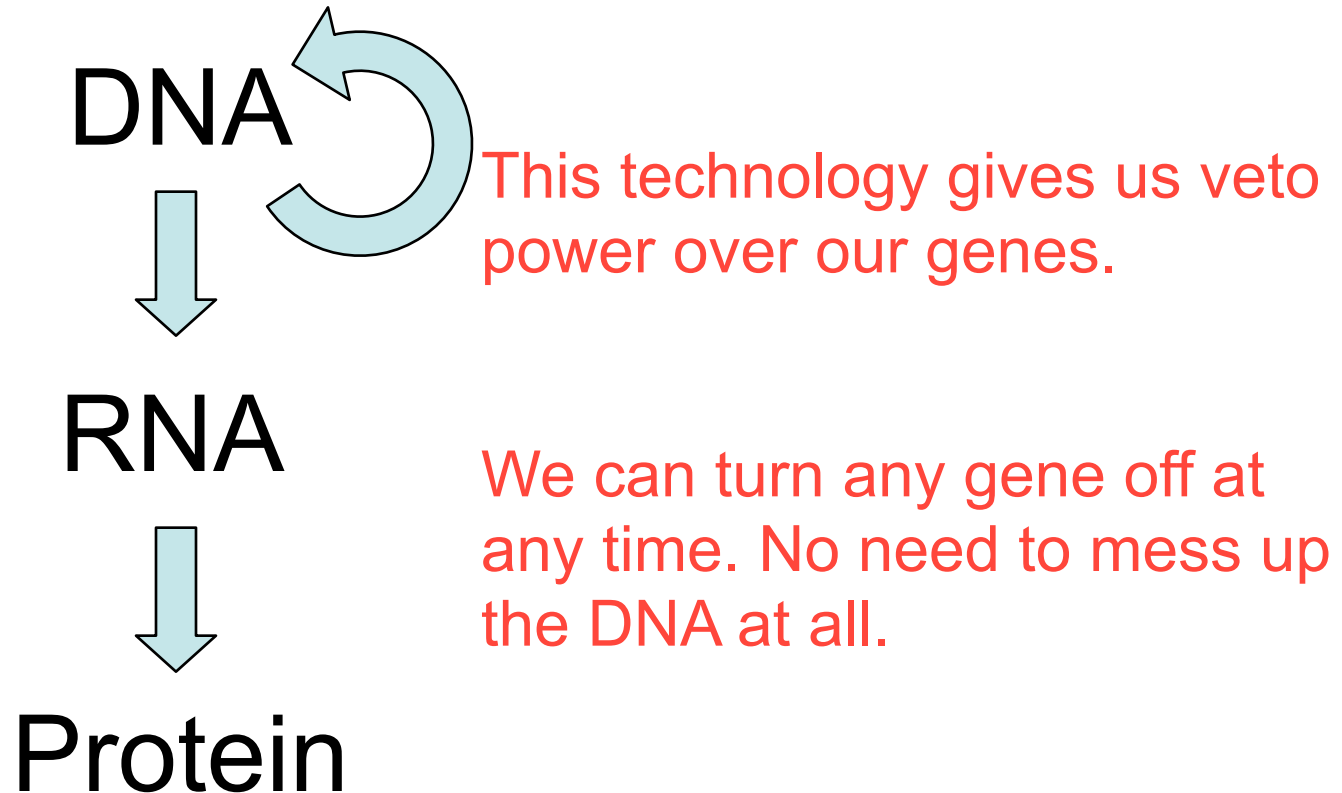 DNA
This technology gives us veto
power over our genes.
RNA
We can turn any gene off at
any time. No need to mess up
the DNA at all.
Protein